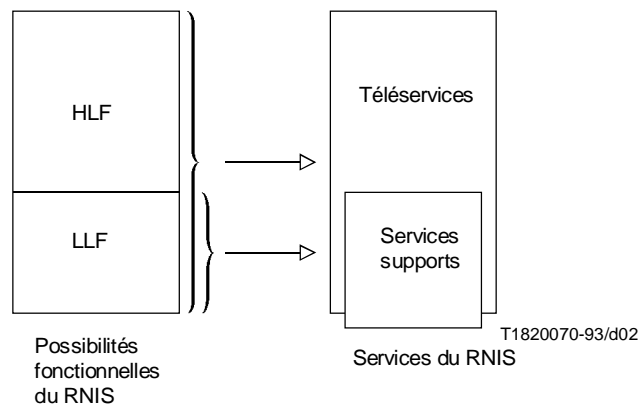 HLF
LLF
Possibilités
fonctionnelles
du RNIS
Téléservices
Services
supports
T1820070-93/d02
Services du RNIS